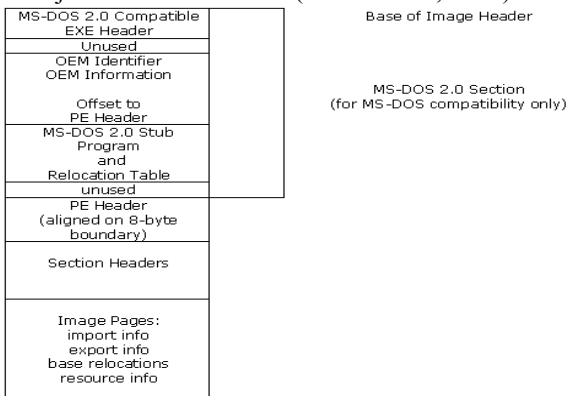 MS-DOS 2.0 Compatible
EXE Header
Unused
OEM Identifier
OEM Information
Offset to
PE Header
MS-DOS 2.0 Stub
Program
and
Relocation Table
unused
PE Header
(aligned on 8-byte
boundary)
Section Headers
Image Pages:
import info
export info
base relocations
resource info
Base of Image Header
MS-DOS 2.0 Section
(for MS-DOS compatibility only)